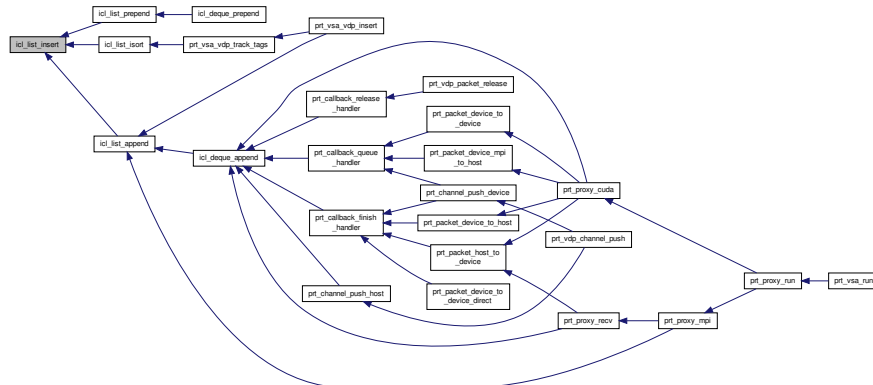 icl_list_prepend
icl_deque_prepend
icl_list_insert
icl_list_isort
prt_vsa_vdp_track_tags
prt_vsa_vdp_insert
icl_list_append
icl_deque_append
prt_callback_release
_handler
prt_vdp_packet_release
prt_callback_queue
_handler
prt_packet_device_to
_device
prt_packet_device_mpi
_to_host
prt_channel_push_device
prt_callback_finish
_handler
prt_packet_device_to_host
prt_packet_host_to
_device
prt_packet_device_to
_device_direct
prt_channel_push_host
prt_proxy_cuda
prt_vdp_channel_push
prt_proxy_recv
prt_proxy_mpi
prt_proxy_run
prt_vsa_run